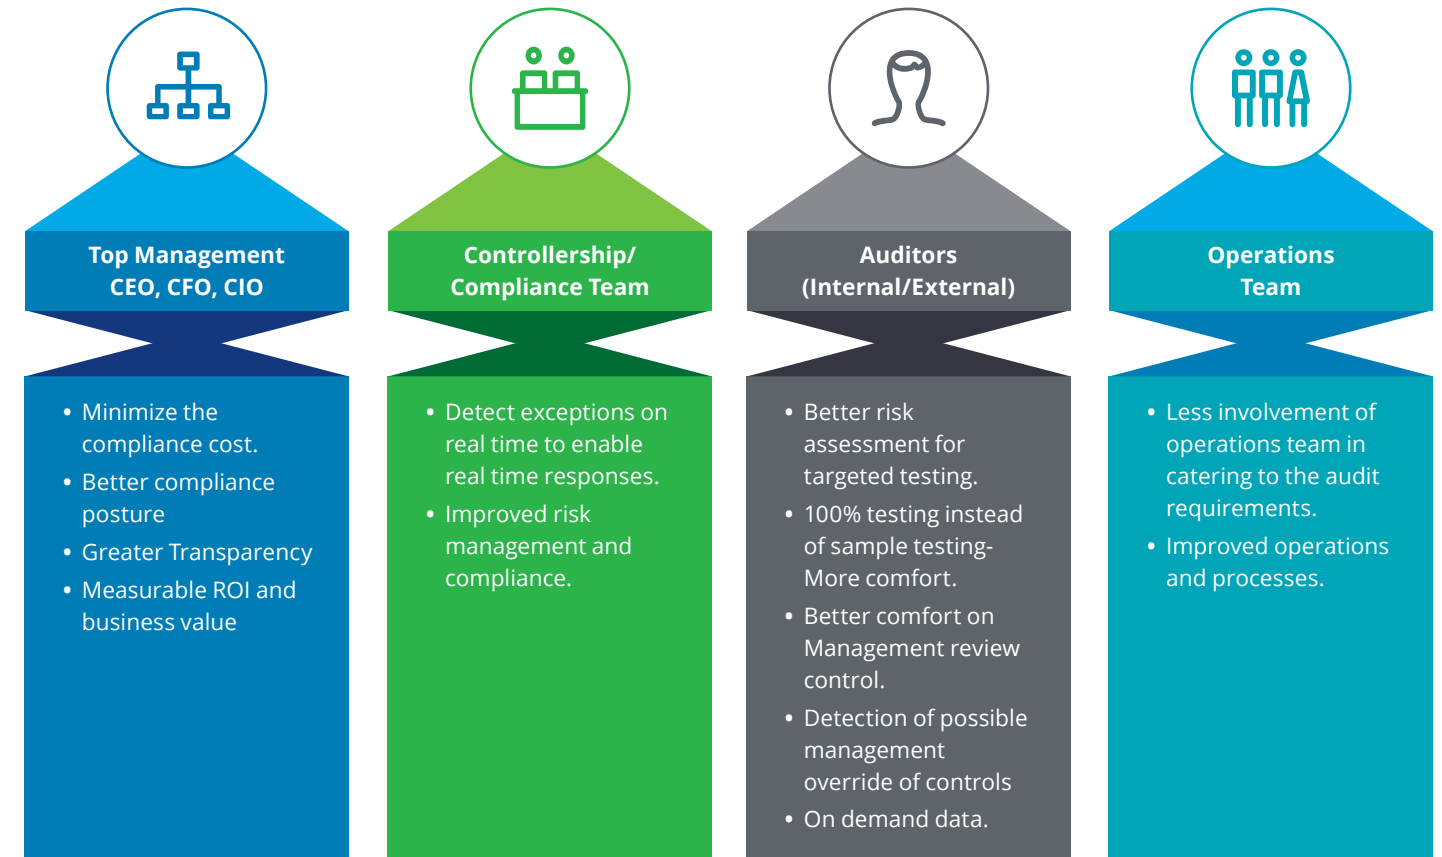 Top Management
CEO, CFO, CIO
• Minimize the
compliance cost.
• Better compliance
posture
• Greater Transparency
• Measurable ROI and
business value
Controllership/
Compliance Team
• Detect exceptions on
real time to enable
real time responses.
• Improved risk
management and
compliance.
Auditors
(Internal/External)
• Better risk
assessment for
targeted testing.
• 100% testing instead
of sample testing-
More comfort.
• Better comfort on
Management review
control.
• Detection of possible
management
override of controls
• On demand data.
Operations
Team
• Less involvement of
operations team in
catering to the audit
requirements.
• Improved operations
and processes.